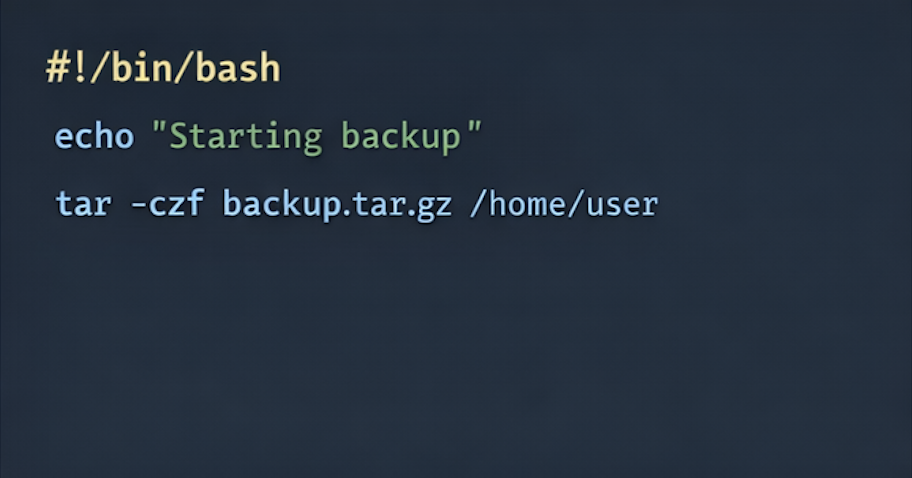 #!/bin/bash
echo "Starting backup"
tar -czf backup.tar.gz /home/user